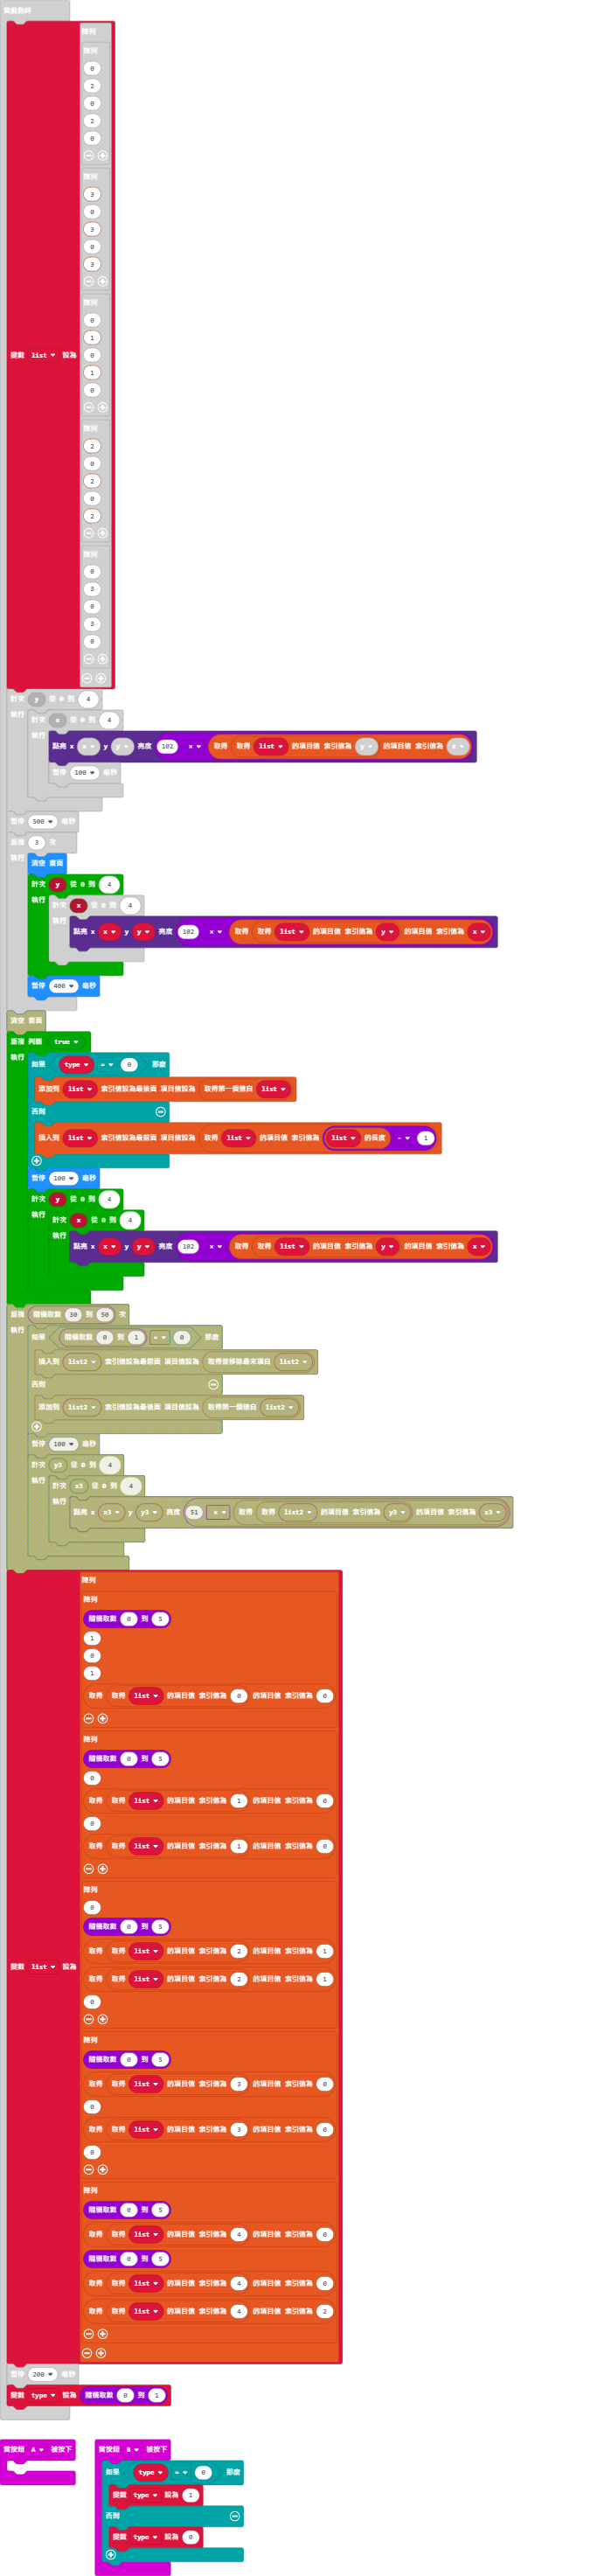 當啟動時
陣列
陣列
0
2
0
2
0
陣列
3
0
3
0
3
陣列
0
1
變數 list 設為
0
1
0
陣列
2
0
2
0
2
陣列
0
3
0
3
0
計次 y 從 0 到 4
執行
計次 x 從 0 到 4
執行
點亮 x x y y 亮度 102 × 取得 取得 list 的項目值 索引值為 y 的項目值 索引值為 x
暫停 100 毫秒
暫停 500 毫秒
重複 3 次
執行
清空 畫面
計次 y 從 0 到 4
執行
計次 x 從 0 到 4
執行
點亮 x x y y 亮度 102 × 取得 取得 list 的項目值 索引值為 y 的項目值 索引值為 x
暫停 400 毫秒
清空 畫面
重複 判斷 true
執行
如果 type = 0 那麼
添加到 list 索引值設為最後面 項目值設為 取得第一個值自 list
否則
插入到 list 索引值設為最前面 項目值設為 取得 list 的項目值 索引值為 list 的長度 - 1
暫停 100 毫秒
計次 y 從 0 到 4
執行
計次 x 從 0 到 4
執行
點亮 x x y y 亮度 102 × 取得 取得 list 的項目值 索引值為 y 的項目值 索引值為 x
重複 隨機取數 30 到 50 次
執行
如果 隨機取數 0 到 1 = 0 那麼
插入到 list2 索引值設為最前面 項目值設為 取得並移除最末項自 list2
否則
添加到 list2 索引值設為最後面 項目值設為 取得第一個值自 list2
暫停 100 毫秒
計次 y3 從 0 到 4
執行
計次 x3 從 0 到 4
執行
點亮 x x3 y y3 亮度 51 × 取得 取得 list2 的項目值 索引值為 y3 的項目值 索引值為 x3
陣列
陣列
隨機取數 0 到 5
1
0
1
取得 取得 list 的項目值 索引值為 0 的項目值 索引值為 0
陣列
隨機取數 0 到 5
0
取得 取得 list 的項目值 索引值為 1 的項目值 索引值為 0
0
取得 取得 list 的項目值 索引值為 1 的項目值 索引值為 0
陣列
0
隨機取數 0 到 5
取得 取得 list 的項目值 索引值為 2 的項目值 索引值為 1
變數 list 設為
取得 取得 list 的項目值 索引值為 2 的項目值 索引值為 1
0
陣列
隨機取數 0 到 5
取得 取得 list 的項目值 索引值為 3 的項目值 索引值為 0
0
取得 取得 list 的項目值 索引值為 3 的項目值 索引值為 0
0
陣列
隨機取數 0 到 5
取得 取得 list 的項目值 索引值為 4 的項目值 索引值為 0
隨機取數 0 到 5
取得 取得 list 的項目值 索引值為 4 的項目值 索引值為 0
取得 取得 list 的項目值 索引值為 4 的項目值 索引值為 2
暫停 200 毫秒
變數 type 設為 隨機取數 0 到 1
當按鈕 A 被按下
當按鈕 B 被按下
如果 type = 0 那麼
變數 type 設為 1
否則
變數 type 設為 0